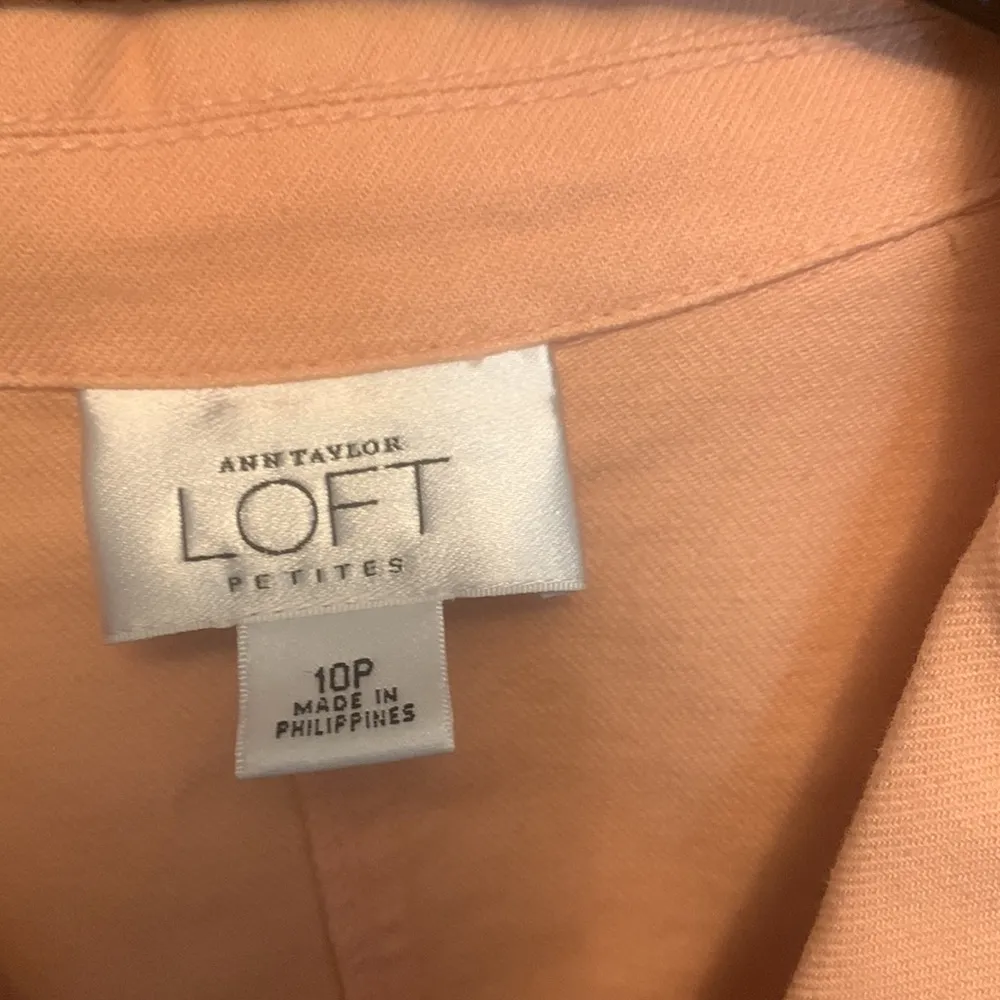 ANN TAYLOR
LOFT
PETITES
10P
MADE IN
PHILIPPINES